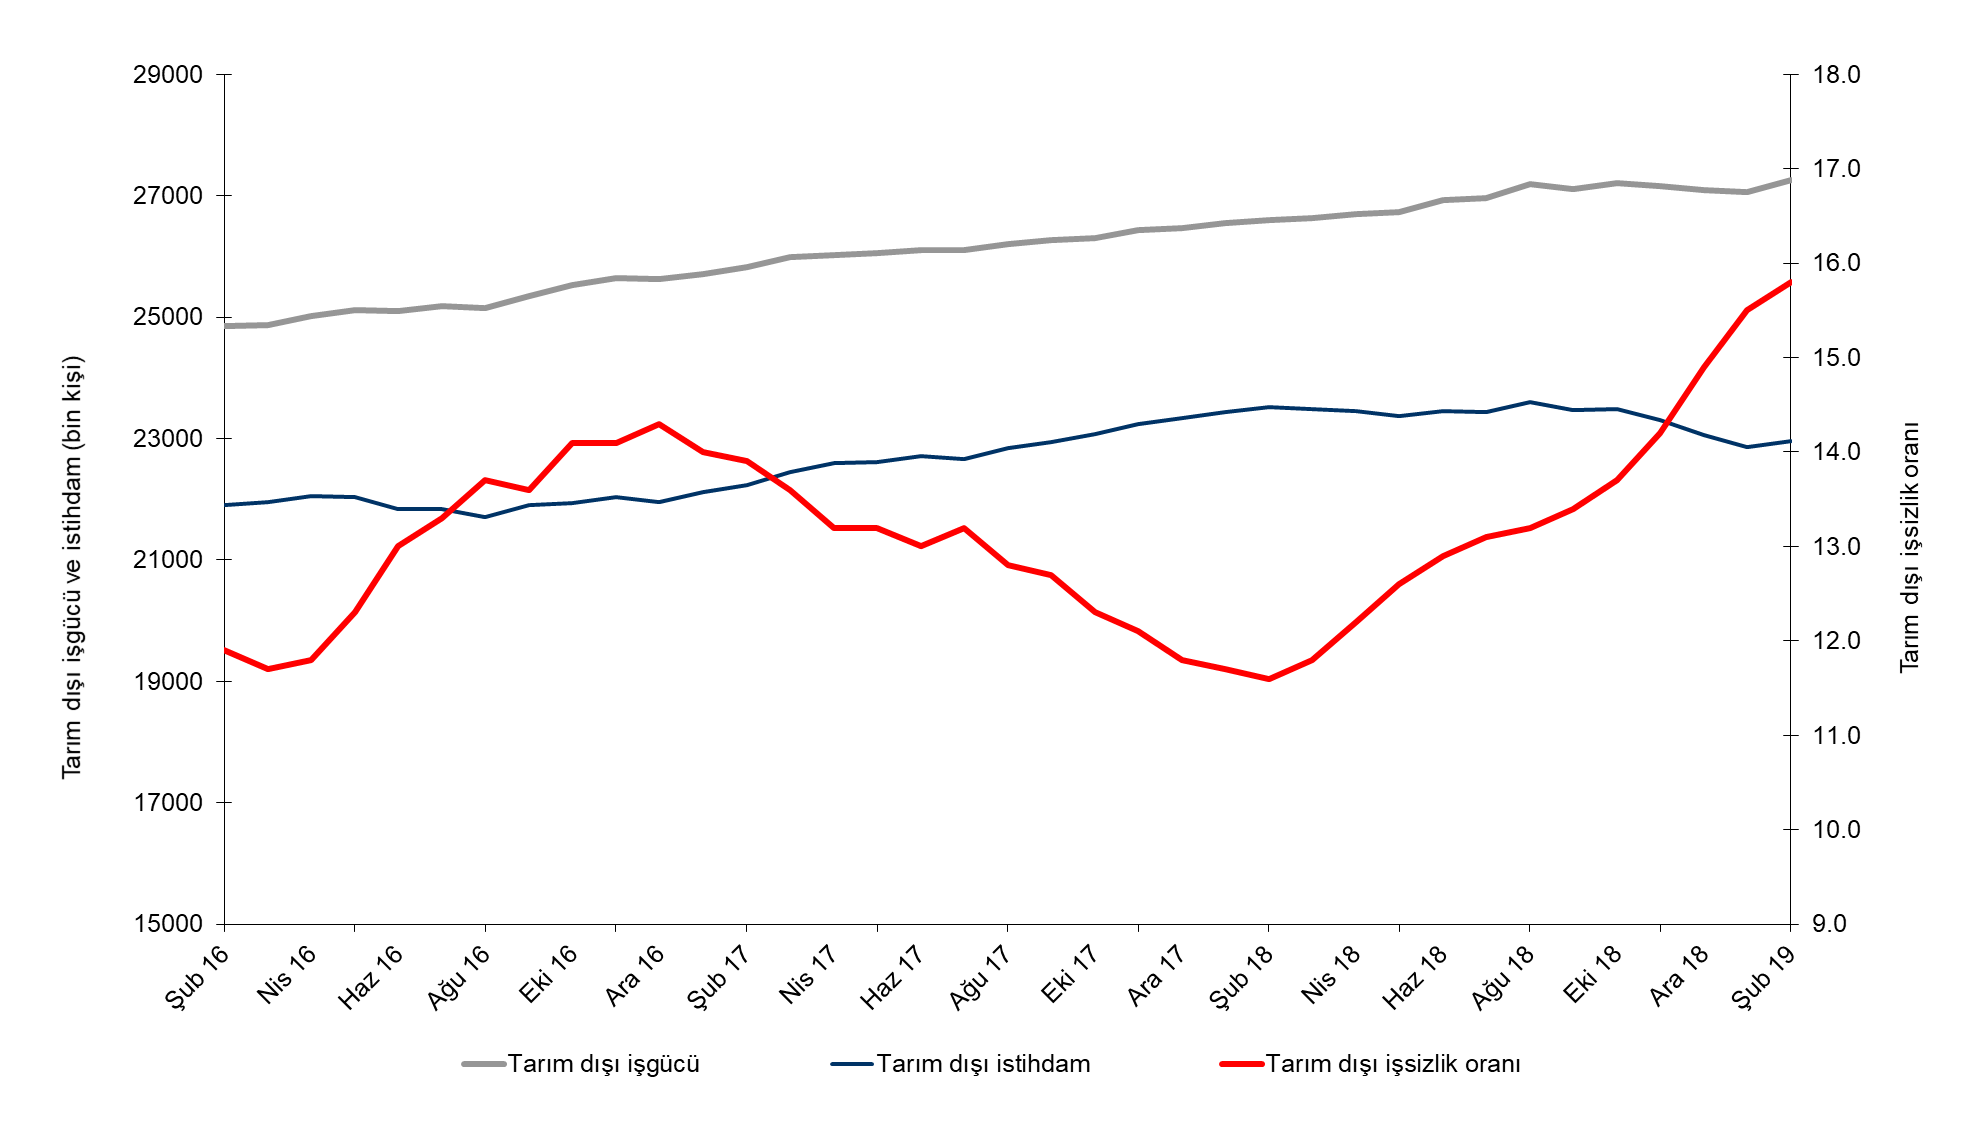 29000
27000
25000
23000
21000
19000
17000
15000
Tarım dışı işgücü ve istihdam (bin kişi)
18.0
17.0
16.0
15.0
14.0
13.0
12.0
11.0
10.0
9.0
Tarım dışı işsizlik oranı
Şub 16
Nis 16
Haz 16
Ağu 16
Eki 16
Ara 16
Şub 17
Nis 17
Haz 17
Ağu 17
Eki 17
Ara 17
Şub 18
Nis 18
Haz 18
Ağu 18
Eki 18
Ara 18
Şub 19
Tarım dışı işgücü
Tarım dışı istihdam
Tarım dışı işsizlik oranı